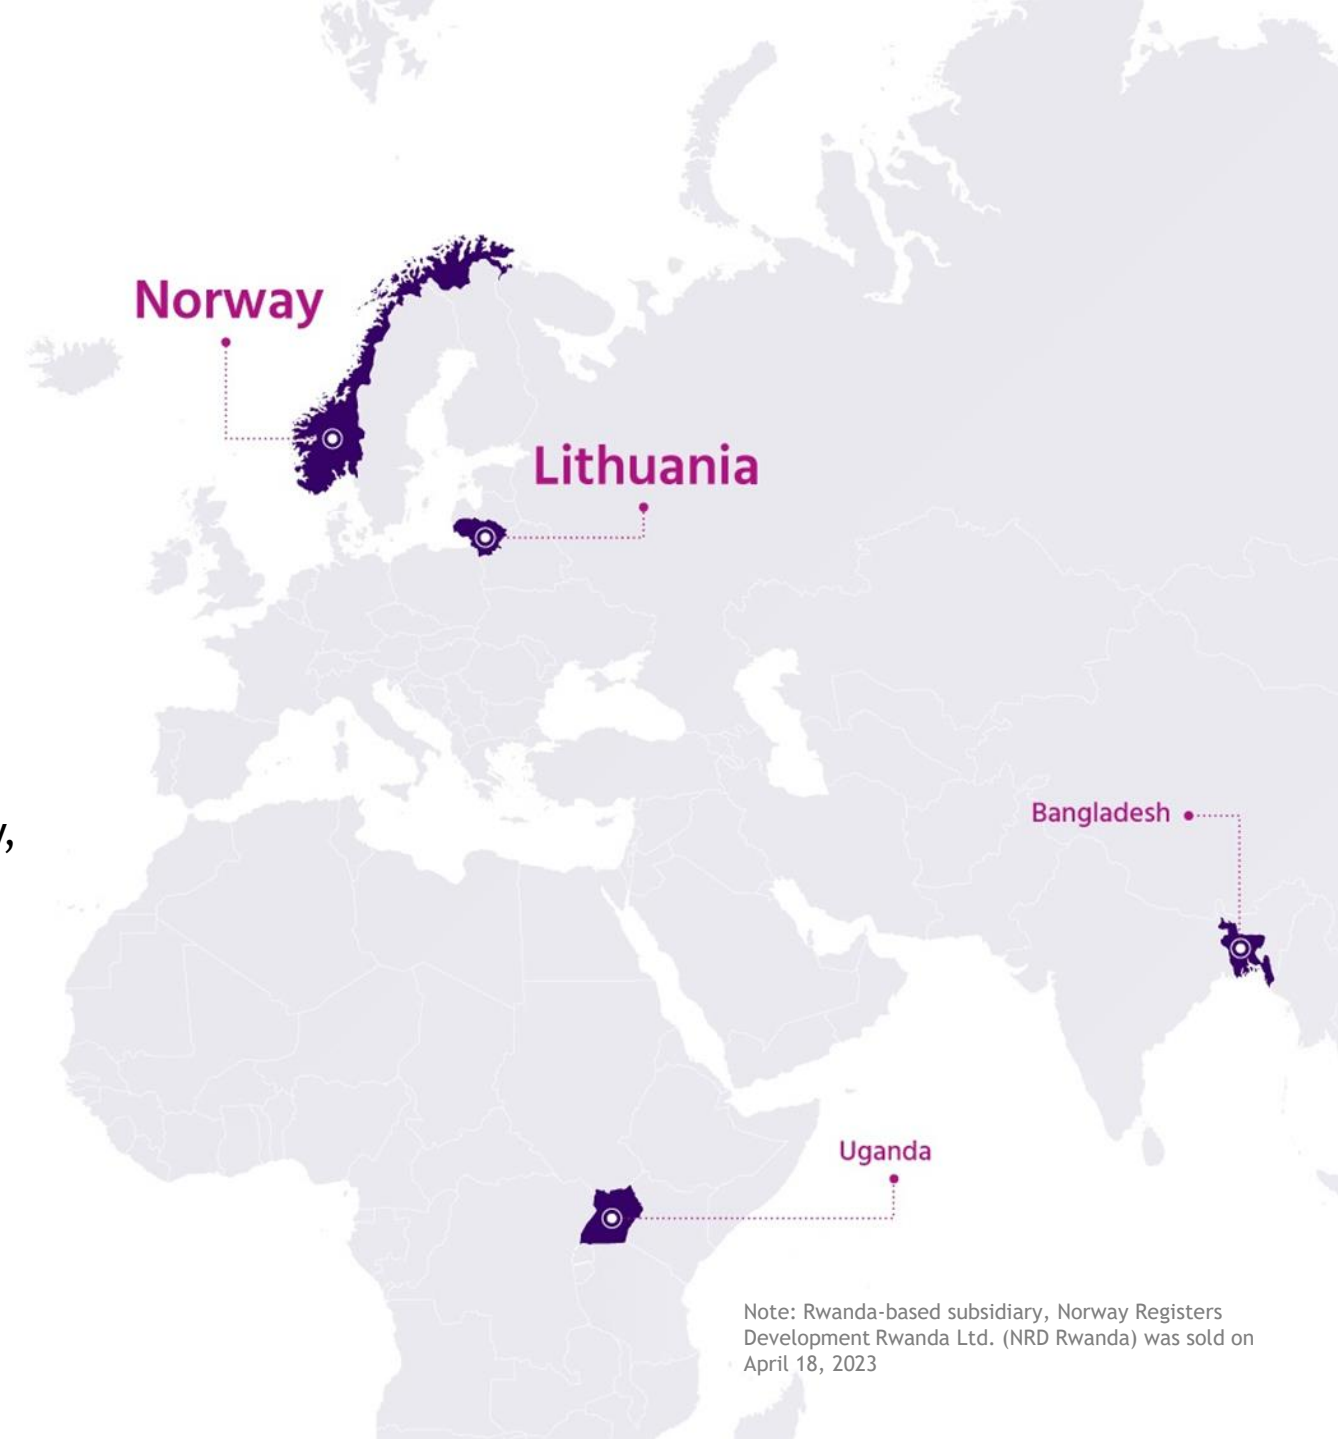 Norway
Lithuania
y,
Bangladesh
Uganda
Note: Rwanda-based subsidiary, Norway Registers
Development Rwanda Ltd. (NRD Rwanda) was sold on
April 18, 2023